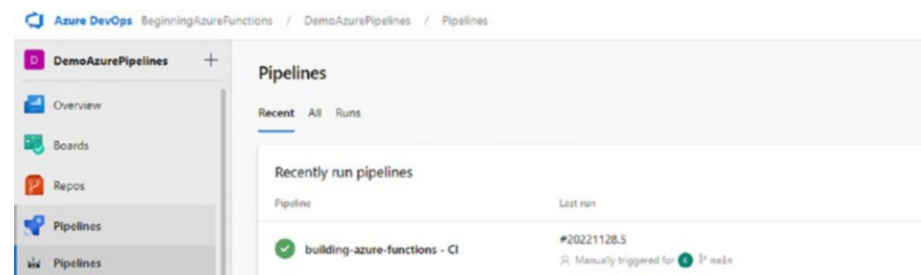 Azure DevOps BeginningAzureFunctions / DemoAzurePipelines / Pipelines
D DemoAzurePipelines +
Pipelines
Overview
Recent All Runs
Boards
Recently run pipelines
Repos
Pipeline Last run
Pipelines
building-azure-functions - CI
#20221128.5
Manually triggered for main
Pipelines